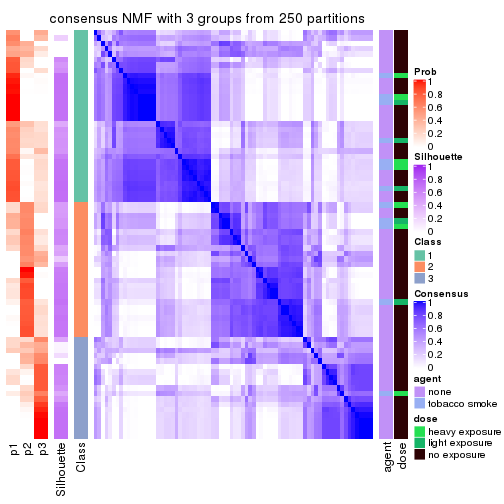 consensus NMF with 3 groups from 250 partitions
Prob
1
0.8
0.6
0.4
0.2
0
Silhouette
1
0.8
0.6
0.4
0.2
0
Class
1
2
3
Consensus
1
0.8
0.6
0.4
0.2
0
agent
none
tobacco smoke
dose
heavy exposure
light exposure
no exposure
p1
p2
p3
Silhouette
Class
agent
dose